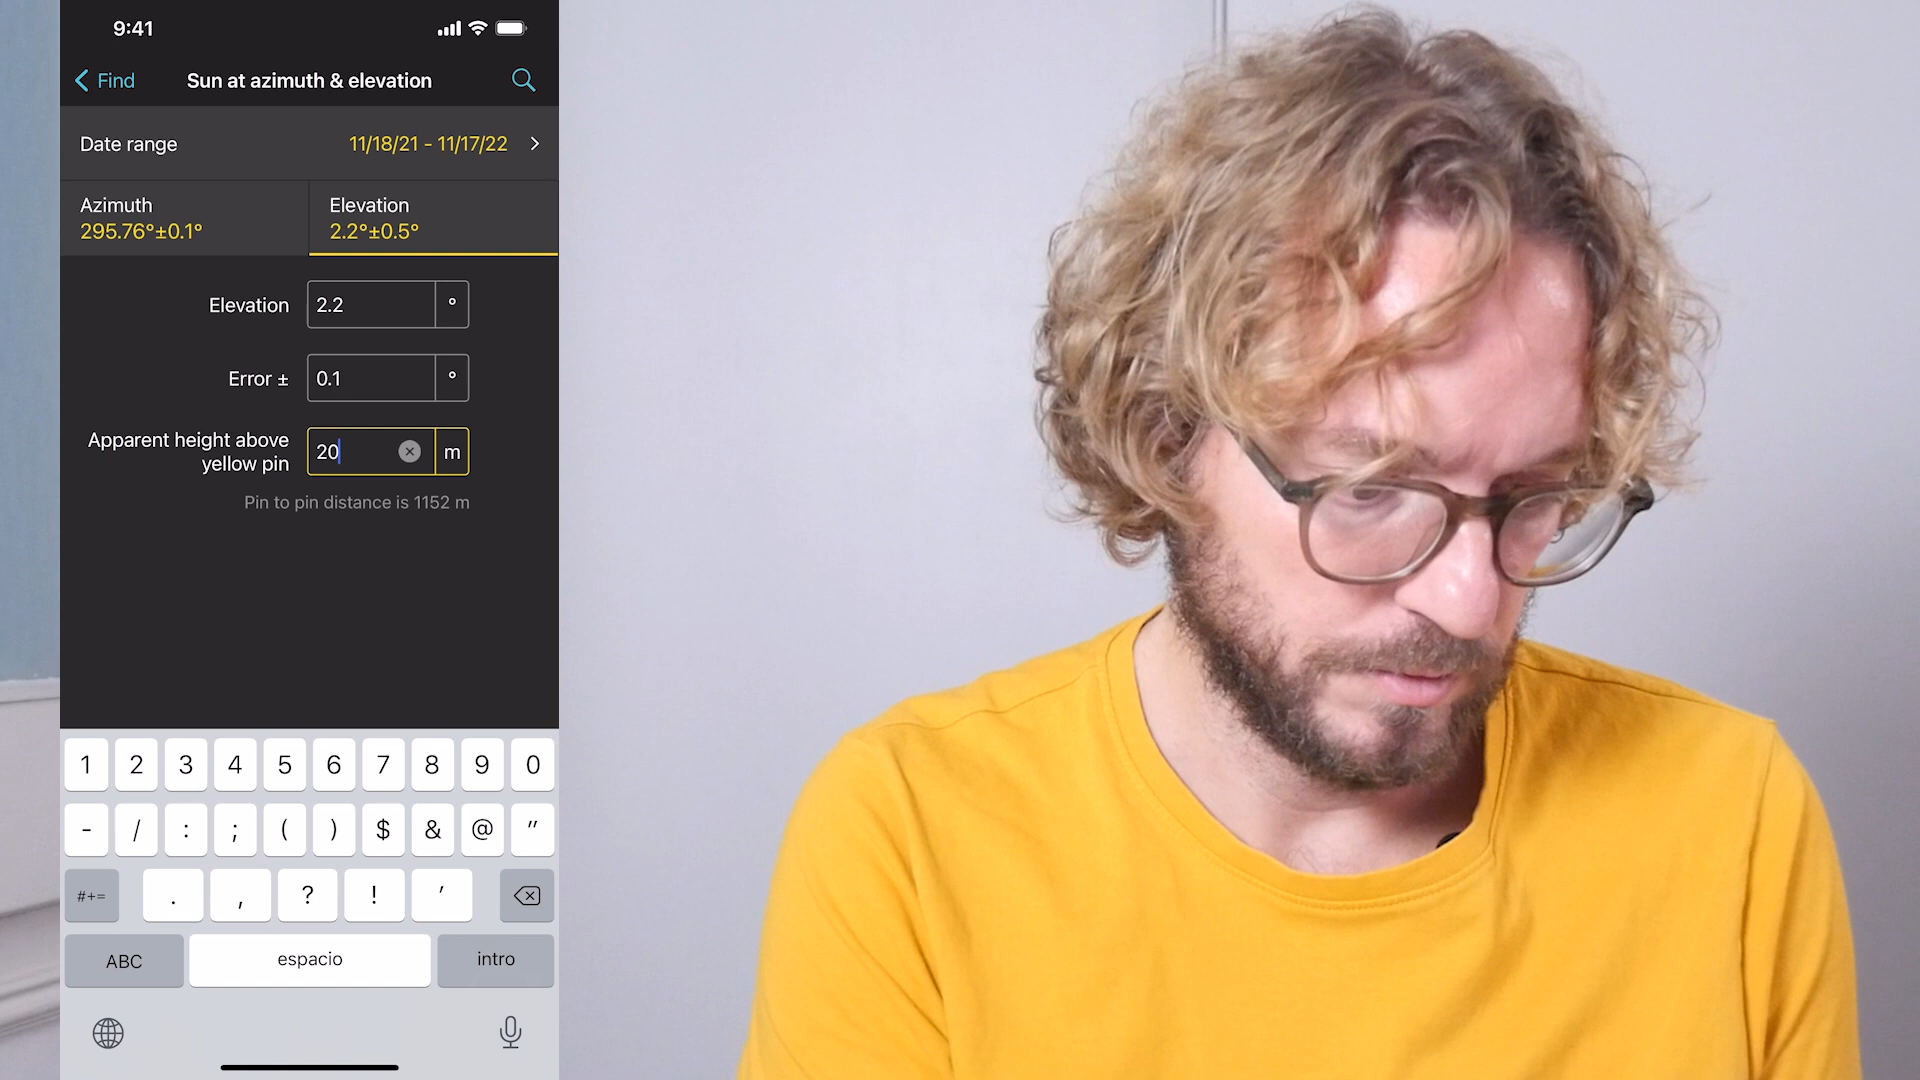 9:41
Find
Sun at azimuth & elevation
Date range
11/18/21 - 11/17/22
Azimuth
295.76°±0.1°
Elevation
2.2°±0.5°
Elevation
2.2
°
Error ±
0.1
°
Apparent height above
yellow pin
20
m
Pin to pin distance is 1152 m
1 2 3 4 5 6 7 8 9 0
- / : ; ( ) $ & @ "
#+= . , ? ! '
ABC espacio intro